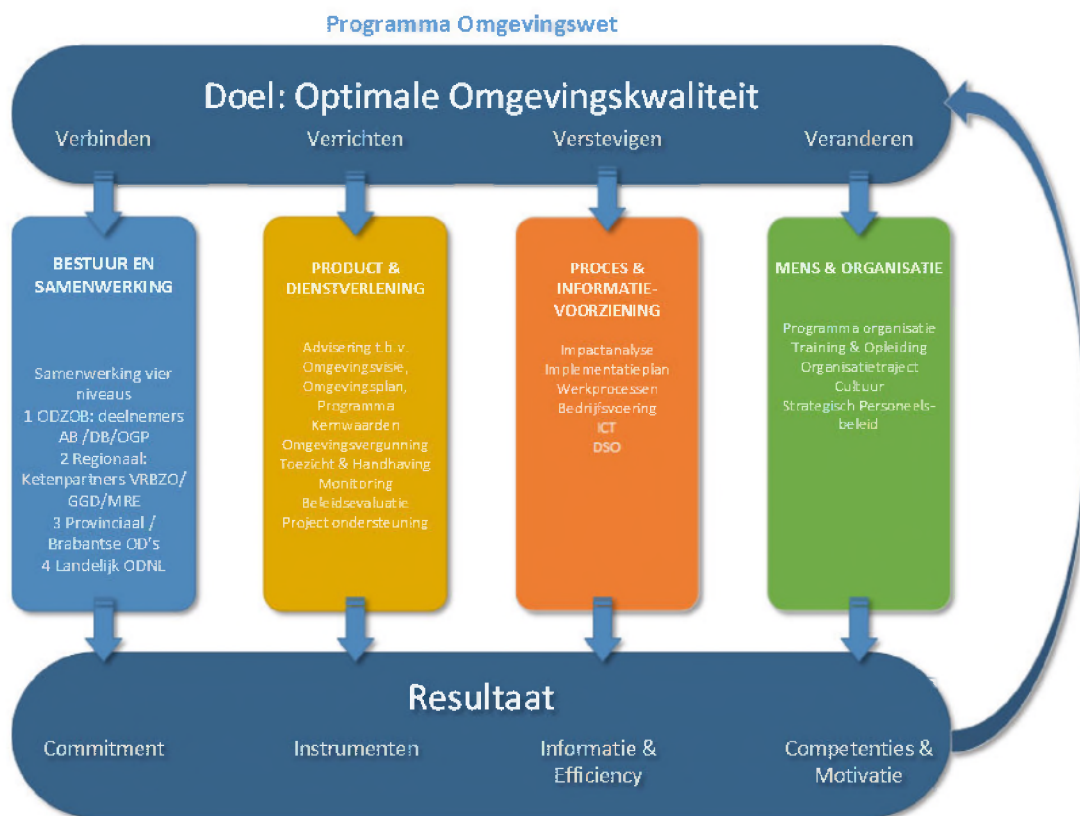 Programma Omgevingswet
Doel: Optimale Omgevingskwaliteit
Verbinden
Verrichten
Verstevigen
Veranderen
BESTUUR EN
SAMENWERKING
Samenwerking vier
niveaus
1 ODZOB: deelnemers
AB /DB/OGP
2 Regionaal:
Ketenpartners VRBZO/
GGD/MRE
3 Provinciaal /
Brabantse OD's
4 Landelijk ODNL
PRODUCT &
DIENSTVERLENING
Advisering t.b.v.
Omgevingsvisie,
Omgevingsplan,
Programma
Kernwaarden
Omgevingsvergunning
Toezicht & Handhaving
Monitoring
Beleidsevaluatie
Project ondersteuning
PROCES &
INFORMATIE-
VOORZIENING
Impactanalyse
Implementatieplan
Werkprocessen
Bedrijfsvoering
ICT
DSO
MENS & ORGANISATIE
Programma organisatie
Training & Opleiding
Organisatietraject
Cultuur
Strategisch Personeels-
beleid
Resultaat
Commitment
Instrumenten
Informatie &
Efficiency
Competenties &
Motivatie